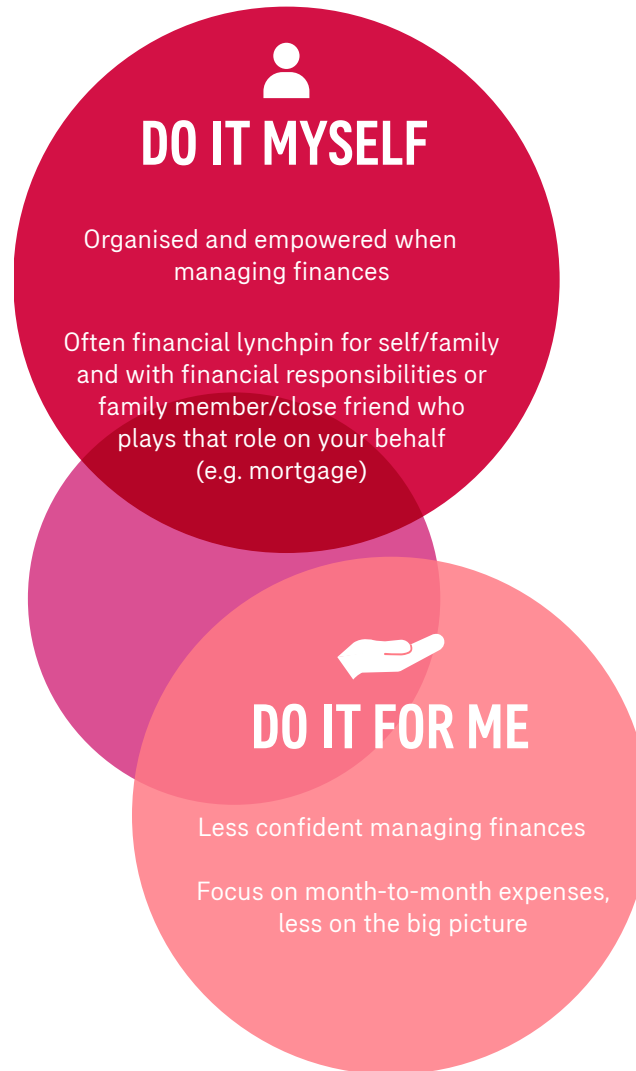 DO IT MYSELF
Organised and empowered when
managing finances
Often financial lynchpin for self/family
and with financial responsibilities or
family member/close friend who
plays that role on your behalf
(e.g. mortgage)
DO IT FOR ME
Less confident managing finances
Focus on month-to-month expenses,
less on the big picture